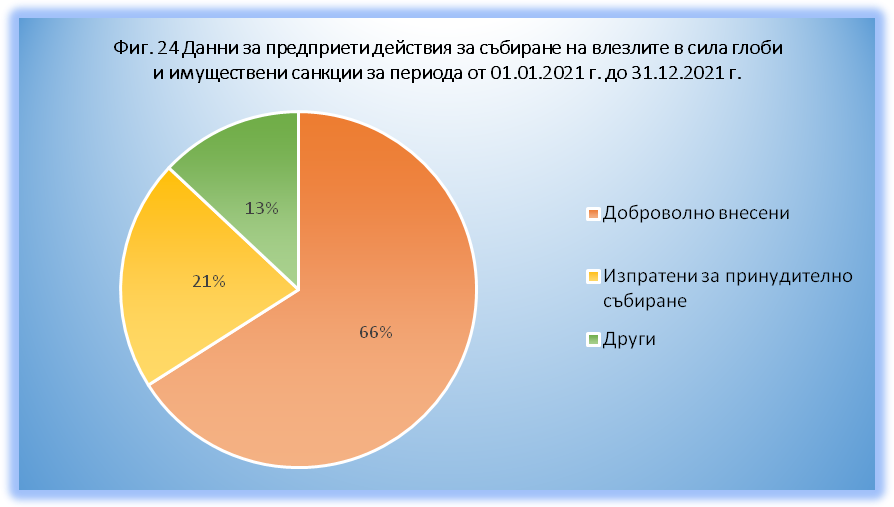 Фиг. 24 Данни за предприети действия за събиране на влезлите в сила глоби
и имуществени санкции за периода от 01.01.2021 г. до 31.12.2021 г.
13%
21%
66%
Доброволно внесени
Изпратени за принудително
събиране
Други